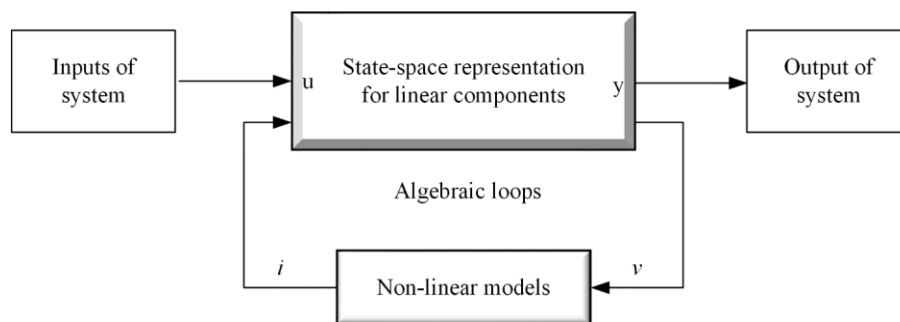 Inputs of
system
u
State-space representation
for linear components
y
Output of
system
Algebraic loops
i
Non-linear models
v